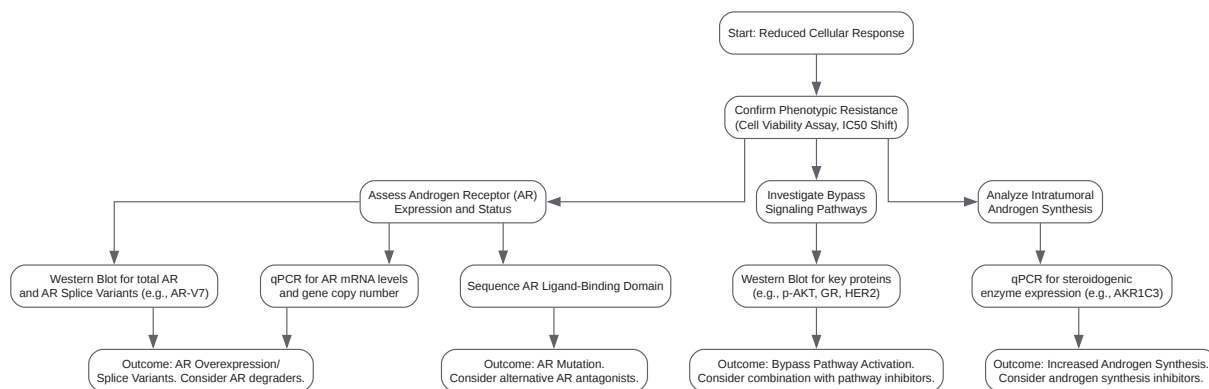 Start: Reduced Cellular Response
Confirm Phenotypic Resistance
(Cell Viability Assay, IC50 Shift)
Assess Androgen Receptor (AR)
Expression and Status
Investigate Bypass
Signaling Pathways
Analyze Intratumoral
Androgen Synthesis
Western Blot for total AR
and AR Splice Variants (e.g., AR-V7)
qPCR for AR mRNA levels
and gene copy number
Sequence AR Ligand-Binding Domain
Western Blot for key proteins
(e.g., p-AKT, GR, HER2)
qPCR for steroidogenic
enzyme expression (e.g., AKR1C3)
Outcome: AR Overexpression/
Splice Variants. Consider AR degraders.
Outcome: AR Mutation.
Consider alternative AR antagonists.
Outcome: Bypass Pathway Activation.
Consider combination with pathway inhibitors.
Outcome: Increased Androgen Synthesis.
Consider androgen synthesis inhibitors.